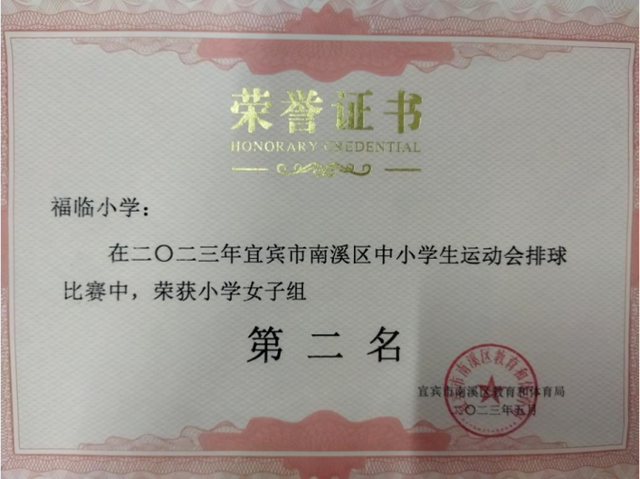 荣誉证书
HONORARY CREDENTIAL
福临小学：
在二〇二三年宜宾市南溪区中小学生运动会排球
比赛中，荣获小学女子组
第二名
宜宾市南溪区教育和体育局
二〇二三年五月